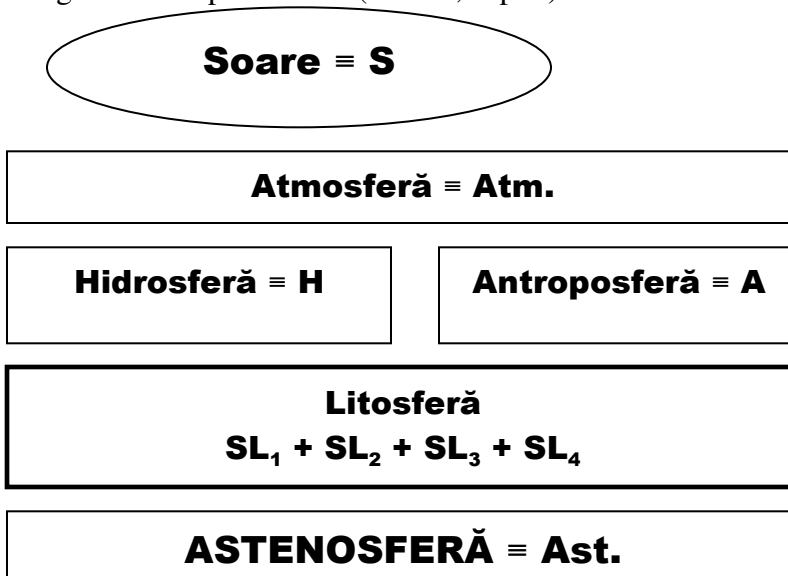 Soare ≡ S
Atmosferă ≡ Atm.
Hidrosferă ≡ H
Antroposferă ≡ A
Litosferă
SL₁ + SL₂ + SL₃ + SL₄
ASTENOSFERĂ ≡ Ast.